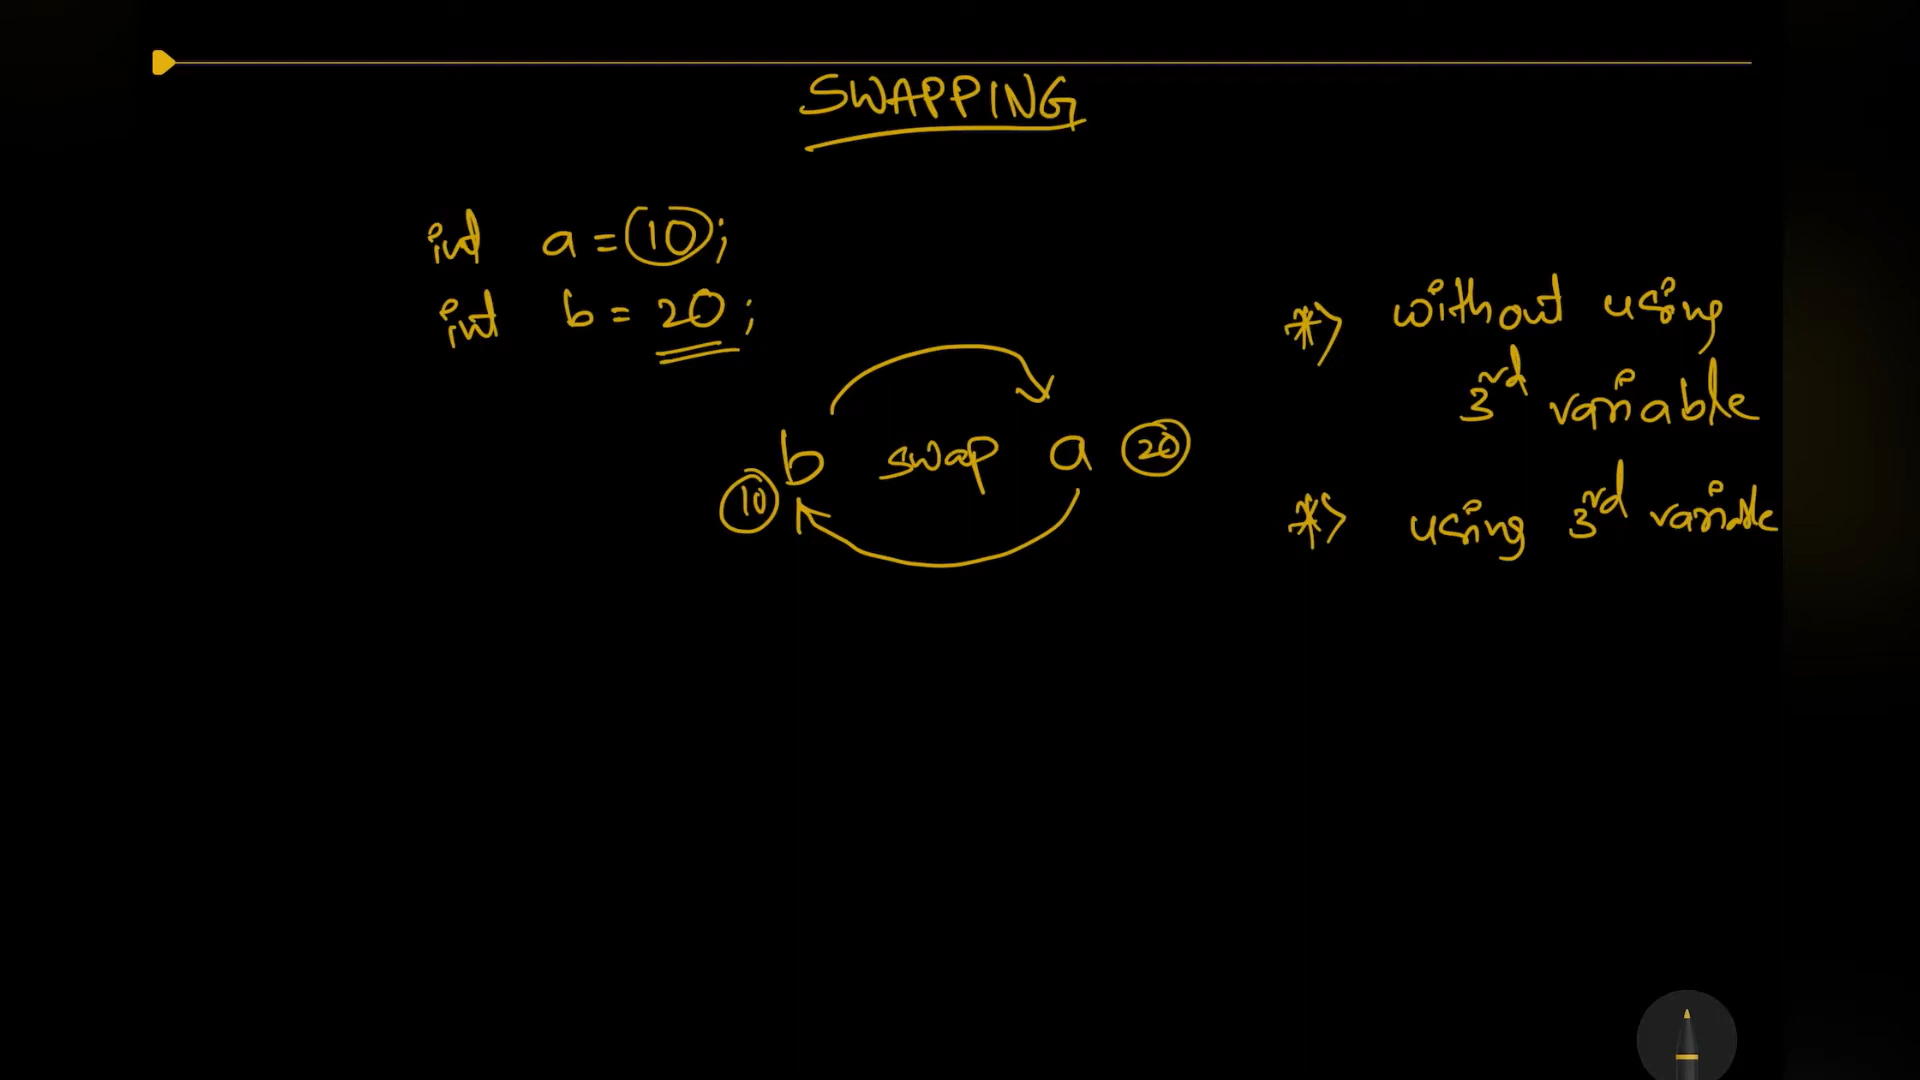 SWAPPING
int a = 10;
int b = 20;
b swap a 20
10
*) without using
3rd variable
*) using 3rd variable